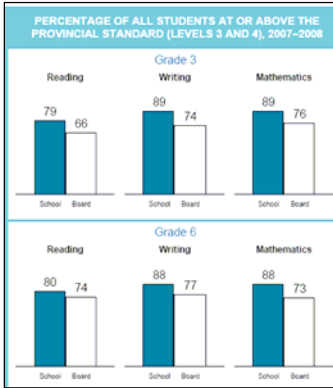 PERCENTAGE OF ALL STUDENTS AT OR ABOVE THE
PROVINCIAL STANDARD (LEVELS 3 AND 4), 2007–2008
Grade 3
Reading Writing Mathematics
79 66 89 74 89 76
School Board School Board School Board
Grade 6
Reading Writing Mathematics
80 74 88 77 88 73
School Board School Board School Board